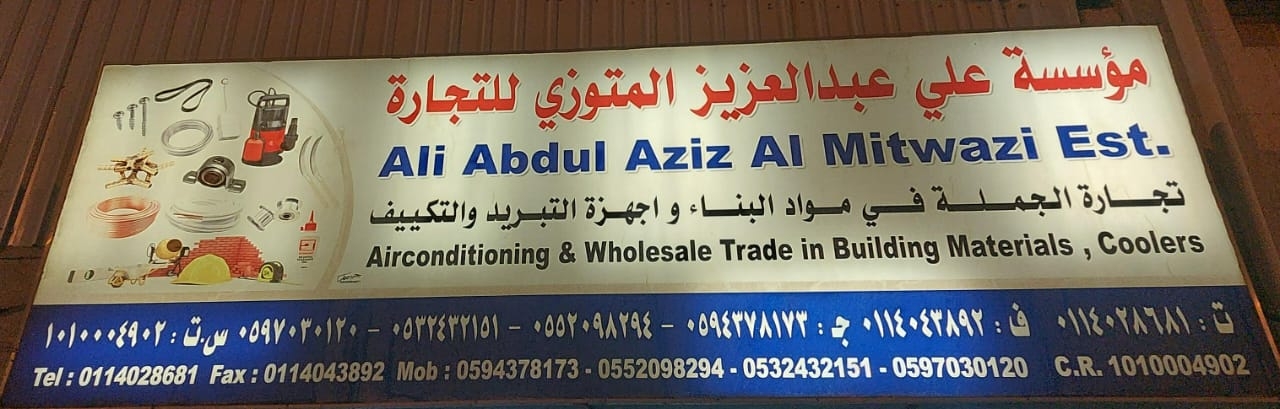 مؤسسة علي عبدالعزيز المتوزي للتجارة
Ali Abdul Aziz Al Mitwazi Est.
تجارة الجملة في مواد البناء و اجهزة التبريد والتكييف
Airconditioning & Wholesale Trade in Building Materials , Coolers
ت : ٠١١٤٠٢٨٦٨١ ف : ٠١١٤٠٤٣٨٩٢ جـ : ٠٥٩٤٣٧٨١٧٣ - ٠٥٥٢٠٩٨٢٩٤ - ٠٥٣٢٤٣٢١٥١ - ٠٥٩٧٠٣٠١٢٠ س.ت : ١٠١٠٠٠٤٩٠٢
Tel : 0114028681 Fax : 0114043892 Mob : 0594378173 - 0552098294 - 0532432151 - 0597030120 C.R. 1010004902